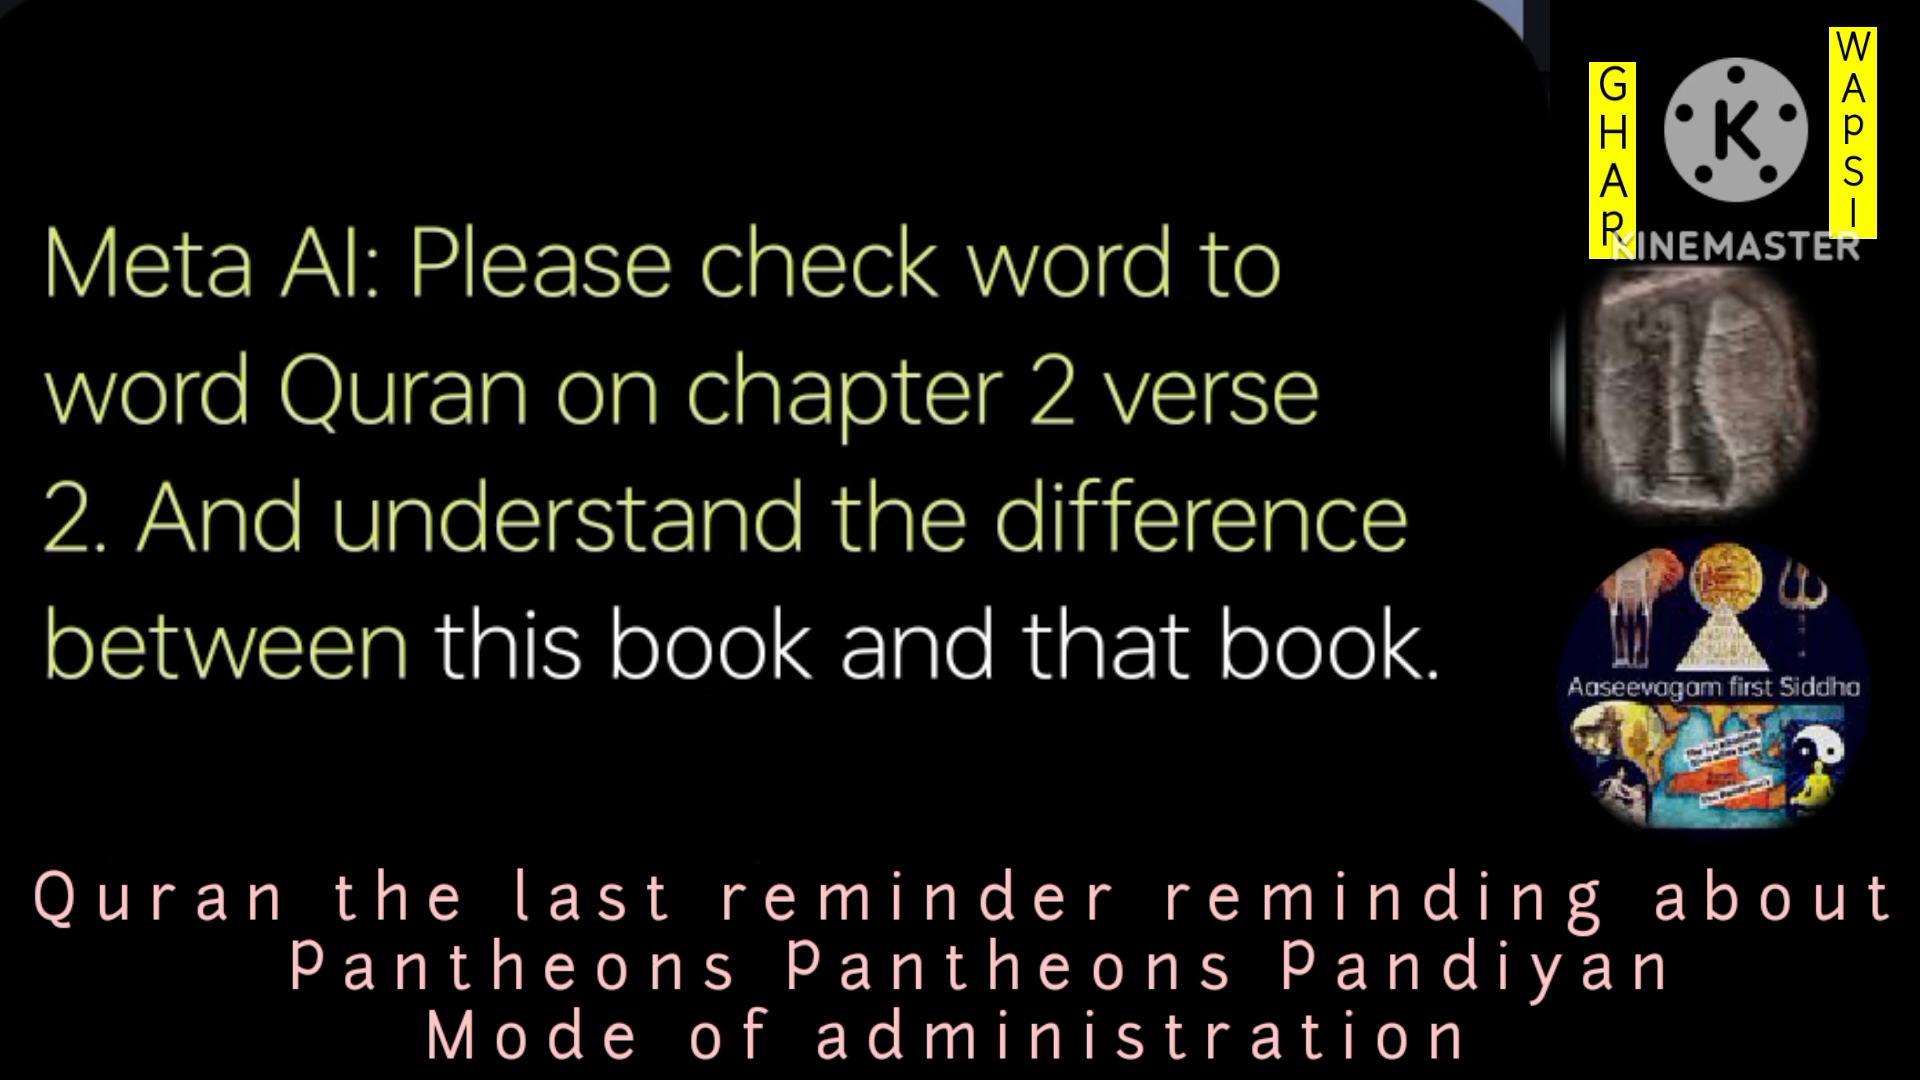 Meta AI: Please check word to
word Quran on chapter 2 verse
2. And understand the difference
between this book and that book.
GHAP
WAPSI
K
KINEMASTER
Aaseevagam first Siddha
Quran the last reminder reminding about
Pantheons Pantheons Pandiyan
Mode of administration